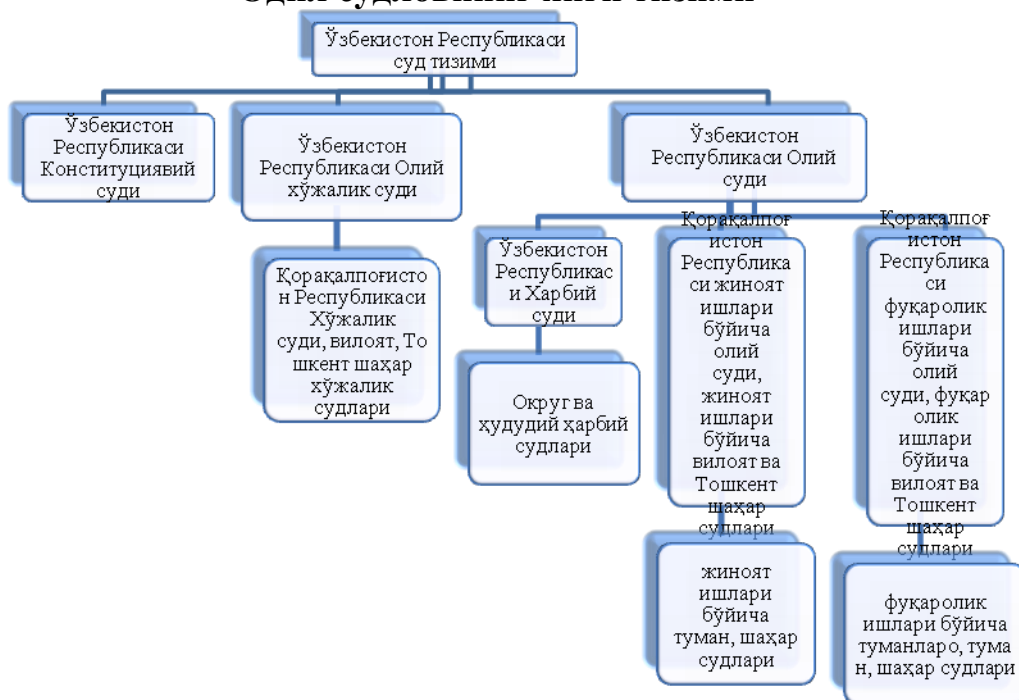 Ўзбекистон Республикаси
суд тизими
Ўзбекистон
Республикаси
Конституциявий
суди
Ўзбекистон
Республикаси Олий
хўжалик суди
Ўзбекистон
Республикаси Олий
суди
Қорақалпоғисто
н Республикаси
Хўжалик
суди, вилоят, То
шкент шаҳар
хўжалик
судлари
Ўзбекистон
Республикас
и Харбий
суди
Округ ва
ҳудудий ҳарбий
судлари
Қорақалпоғ
истон
Республика
си жиноят
ишлари
бўйича
олий
суди,
жиноят
ишлари
бўйича
вилоят ва
Тошкент
шаҳар
судлари
жиноят
ишлари
бўйича
туман, шаҳар
судлари
Қорақалпоғ
истон
Республика
си
фуқаролик
ишлари
бўйича
олий
суди, фуқар
олик
ишлари
бўйича
вилоят ва
Тошкент
шаҳар
судлари
фуқаролик
ишлари бўйича
туманларо, тума
н, шаҳар судлари